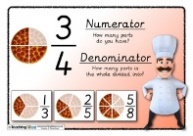 3
4
Numerator
How many parts
do you have?
Denominator
How many parts is
the whole divided into?
1
3
2
5
5
8